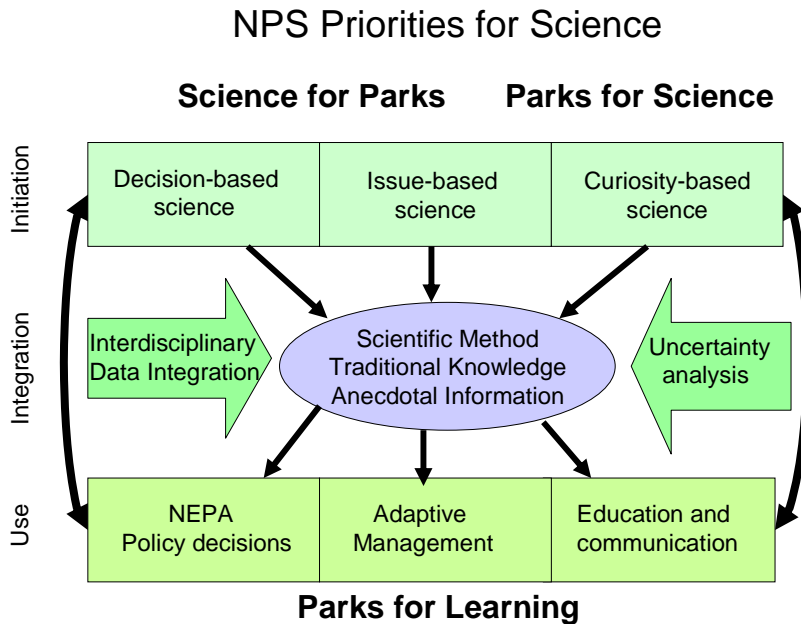 NPS Priorities for Science
Science for Parks
Parks for Science
Initiation
Decision-based
science
Issue-based
science
Curiosity-based
science
Integration
Interdisciplinary
Data Integration
Scientific Method
Traditional Knowledge
Anecdotal Information
Uncertainty
analysis
Use
NEPA
Policy decisions
Adaptive
Management
Education and
communication
Parks for Learning